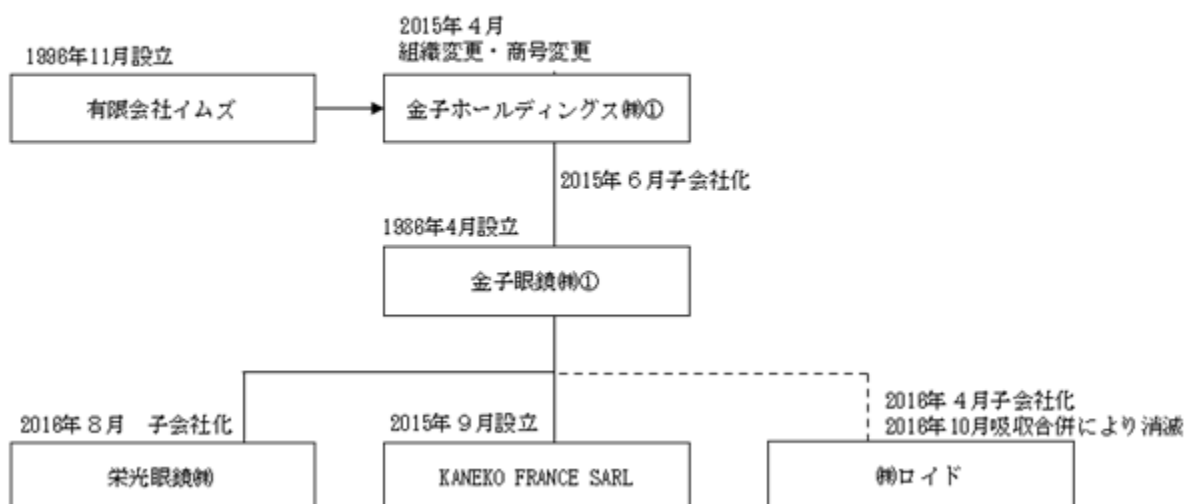 2015年４月
組織変更・商号変更
1996年11月設立
有限会社イムズ
金子ホールディングス㈱①
2015年６月子会社化
1986年4月設立
金子眼鏡㈱①
2016年８月　子会社化
2015年９月設立
2016年４月子会社化
2016年10月吸収合併により消滅
栄光眼鏡㈱
KANEKO FRANCE SARL
㈱ロイド